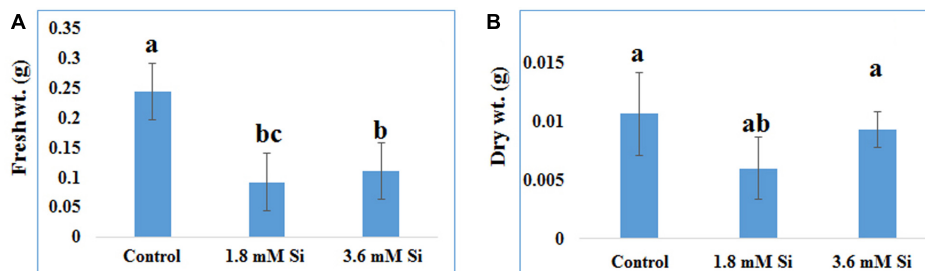 A
Fresh wt. (g)
0.35
0.3
0.25
0.2
0.15
0.1
0.05
0
a
bc
b
Control
1.8 mM Si
3.6 mM Si
B
Dry wt. (g)
0.015
0.01
0.005
0
a
ab
a
Control
1.8 mM Si
3.6 mM Si